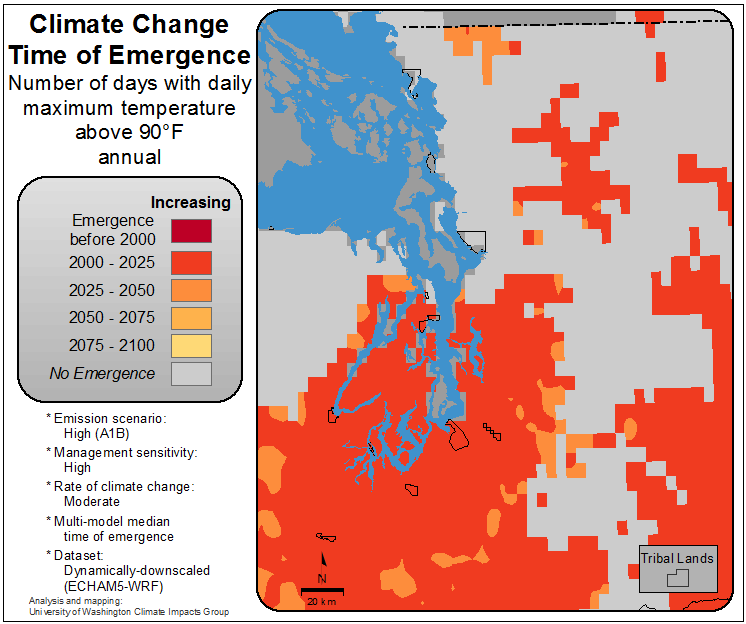 Climate Change
Time of Emergence
Number of days with daily
maximum temperature
above 90°F
annual
Increasing
Emergence
before 2000
2000 - 2025
2025 - 2050
2050 - 2075
2075 - 2100
No Emergence
* Emission scenario:
High (A1B)
* Management sensitivity:
High
* Rate of climate change:
Moderate
* Multi-model median
time of emergence
* Dataset:
Dynamically-downscaled
(ECHAM5-WRF)
Analysis and mapping:
University of Washington Climate Impacts Group
N
20 km
Tribal Lands